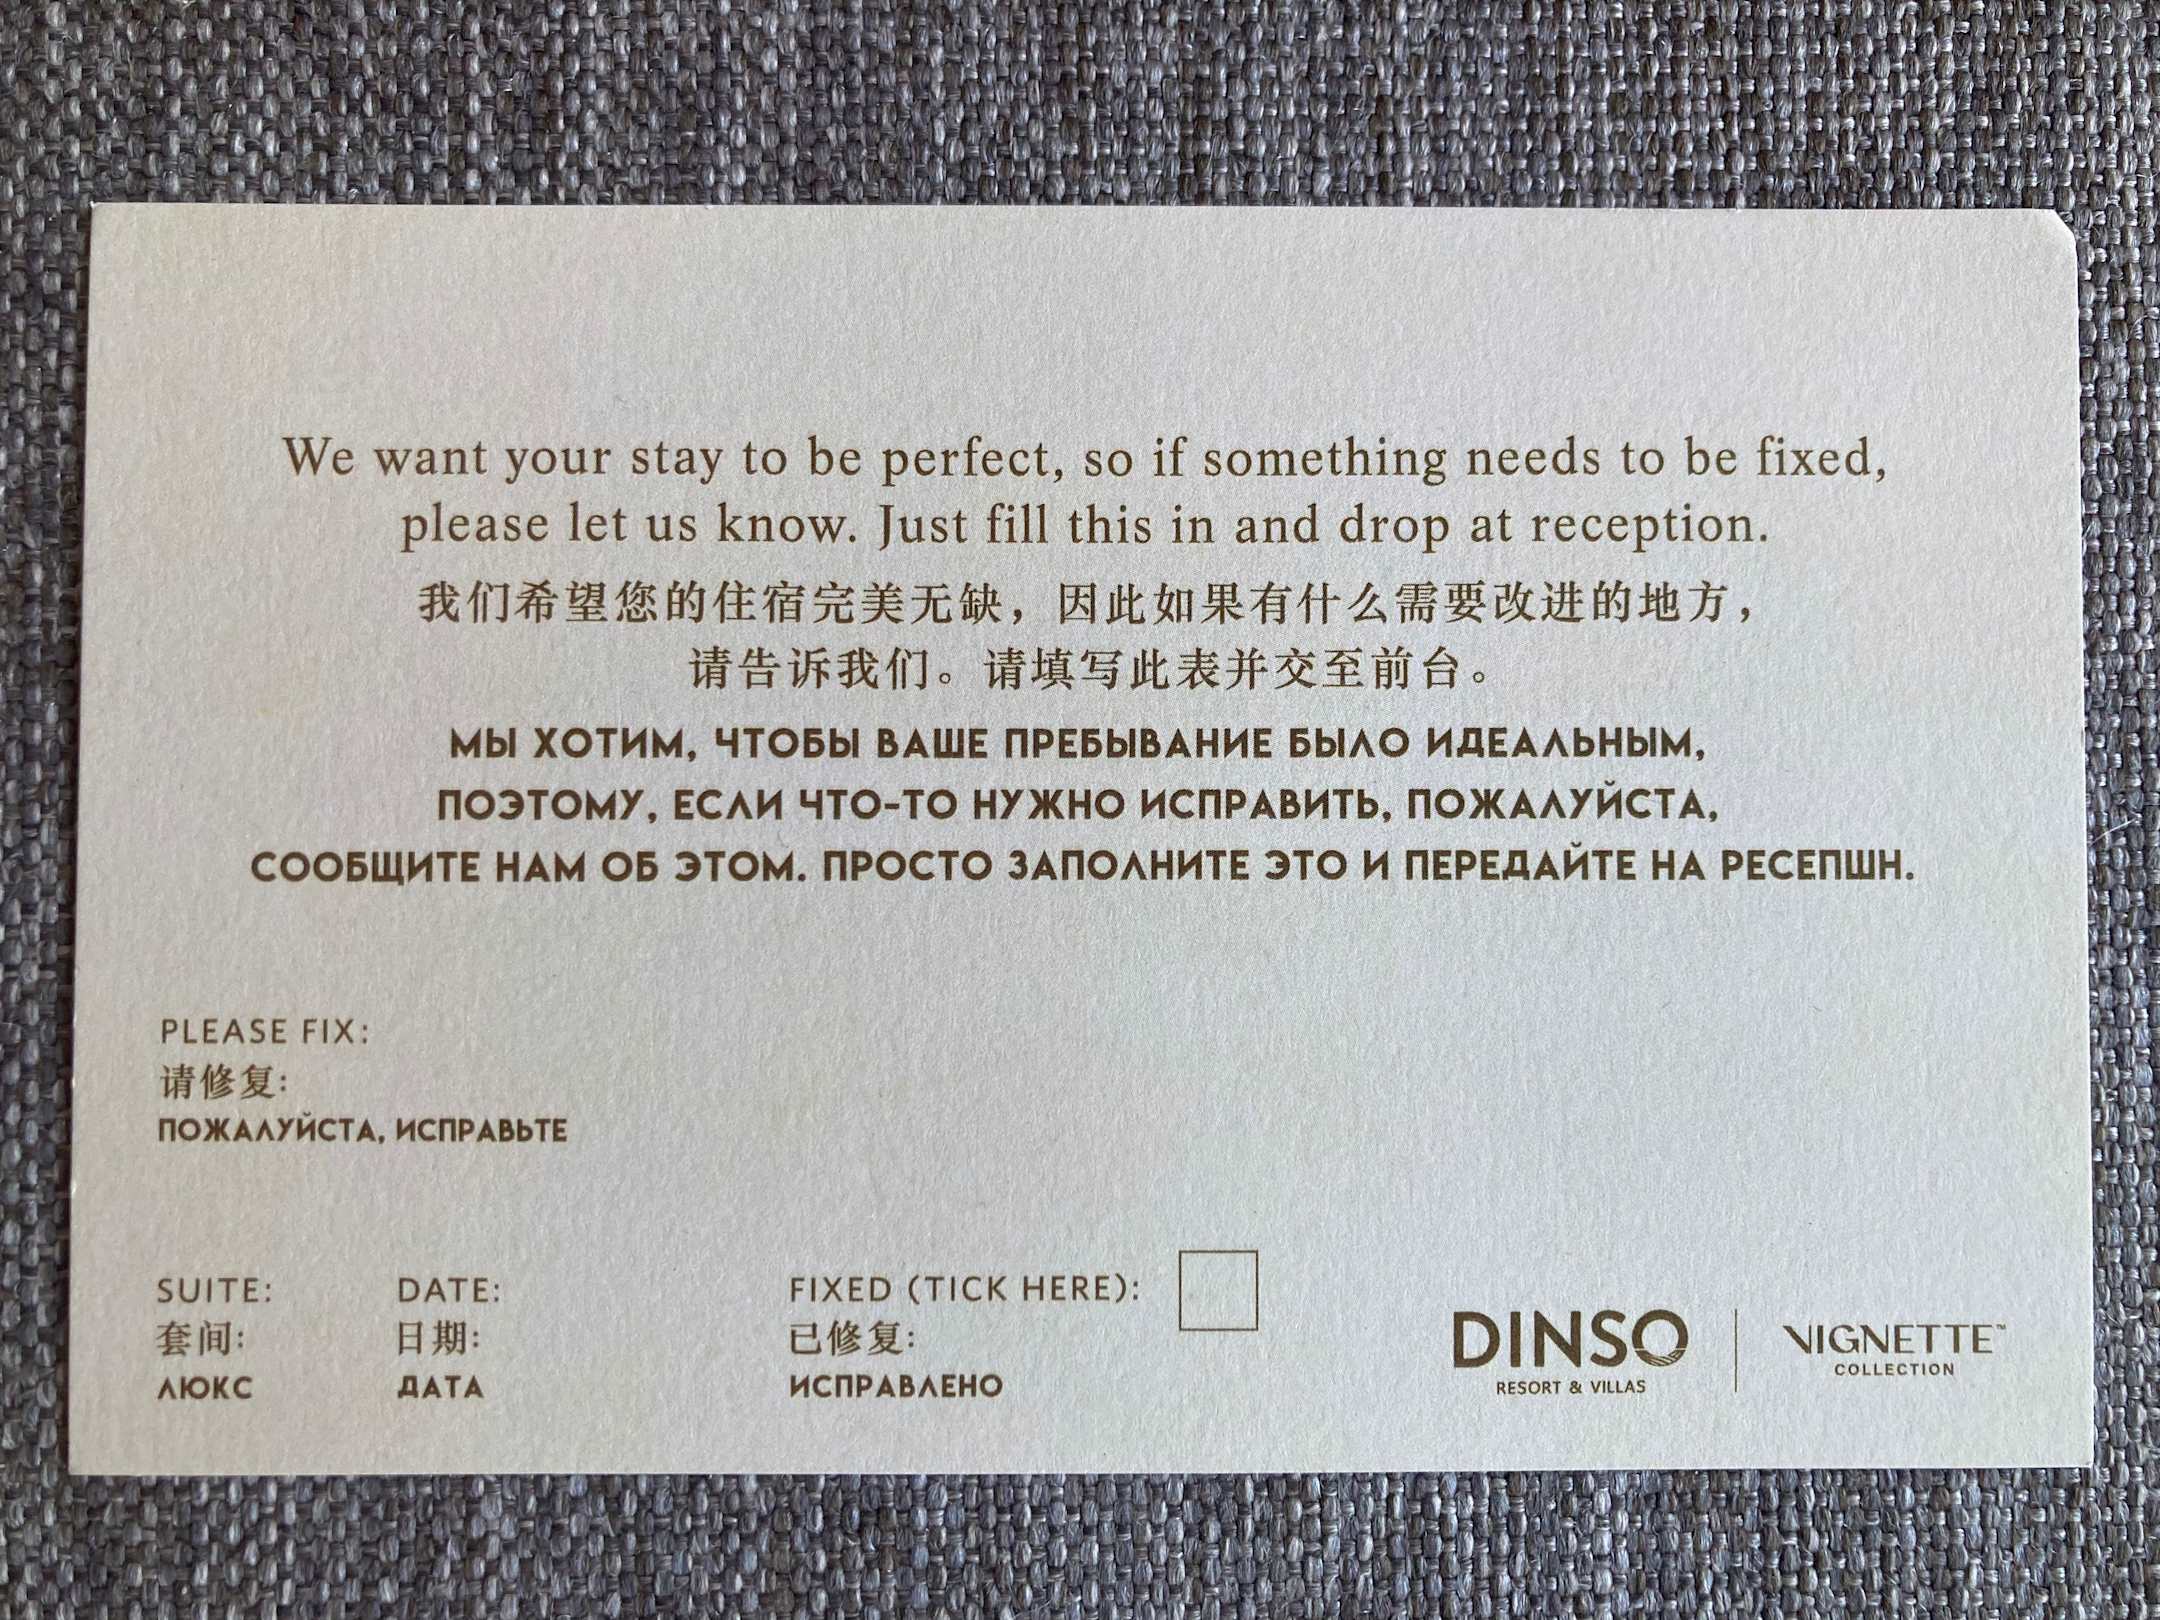 We want your stay to be perfect, so if something needs to be fixed,
please let us know. Just fill this in and drop at reception.
我们希望您的住宿完美无缺，因此如果有什么需要改进的地方，
请告诉我们。请填写此表并交至前台。
МЫ ХОТИМ, ЧТОБЫ ВАШЕ ПРЕБЫВАНИЕ БЫЛО ИДЕАЛЬНЫМ,
ПОЭТОМУ, ЕСЛИ ЧТО-ТО НУЖНО ИСПРАВИТЬ, ПОЖАЛУЙСТА,
СООБЩИТЕ НАМ ОБ ЭТОМ. ПРОСТО ЗАПОЛНИТЕ ЭТО И ПЕРЕДАЙТЕ НА РЕСЕПШН.
PLEASE FIX:
请修复:
ПОЖАЛУЙСТА, ИСПРАВЬТЕ
SUITE:
套间:
ЛЮКС
DATE:
日期:
ДАТА
FIXED (TICK HERE):
已修复:
ИСПРАВЛЕНО
DINSO
RESORT & VILLAS
VIGNETTE™
COLLECTION